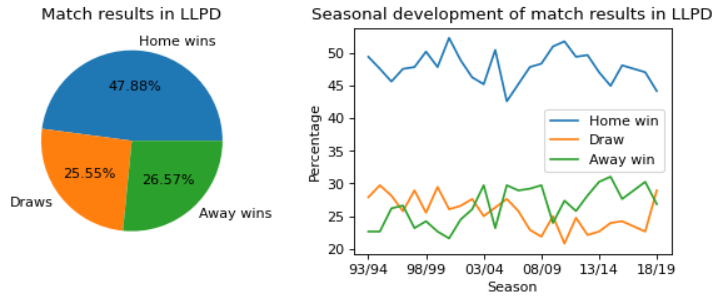 Match results in LLPD
Home wins
47.88%
25.55%
26.57%
Draws
Away wins
Seasonal development of match results in LLPD
Percentage
50
45
40
35
30
25
20
Home win
Draw
Away win
93/94 98/99 03/04 08/09 13/14 18/19
Season